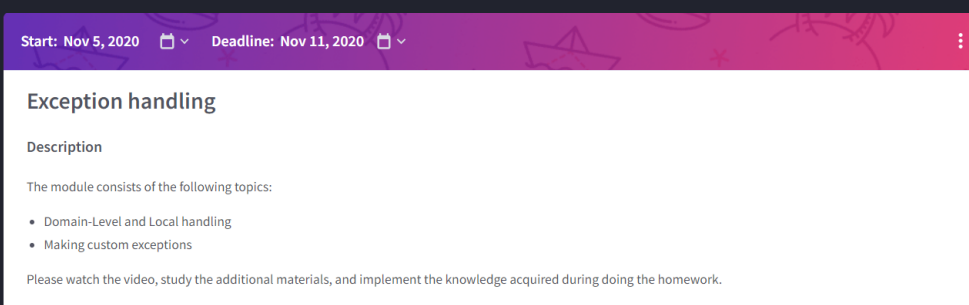 Start: Nov 5, 2020 Deadline: Nov 11, 2020
Exception handling
Description
The module consists of the following topics:
• Domain-Level and Local handling
• Making custom exceptions
Please watch the video, study the additional materials, and implement the knowledge acquired during doing the homework.